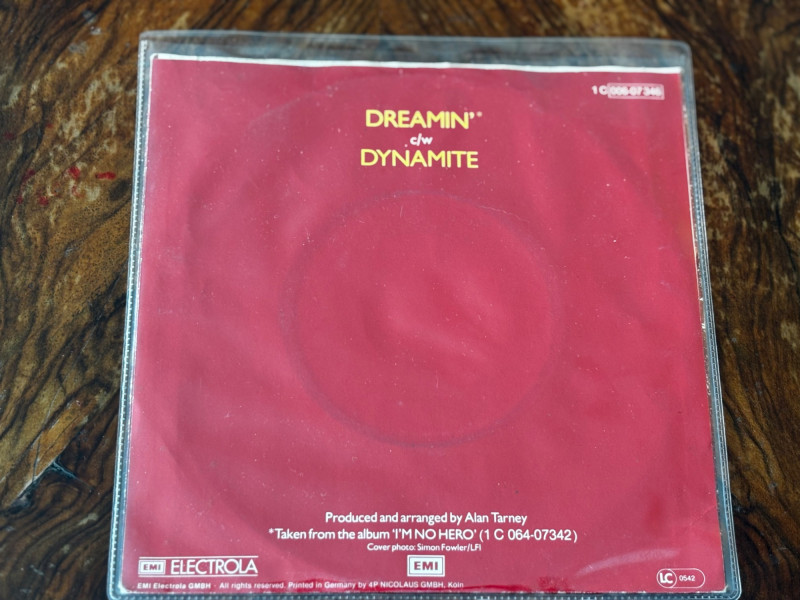 1 C 006-07 346
DREAMIN'*
c/w
DYNAMITE
Produced and arranged by Alan Tarney
*Taken from the album 'I'M NO HERO' (1 C 064-07342)
Cover photo: Simon Fowler/LFI
EMI ELECTROLA
EMI
EMI Electrola GMBH · All rights reserved. Printed in Germany by 4P NICOLAUS GMBH, Köln
LC 0542